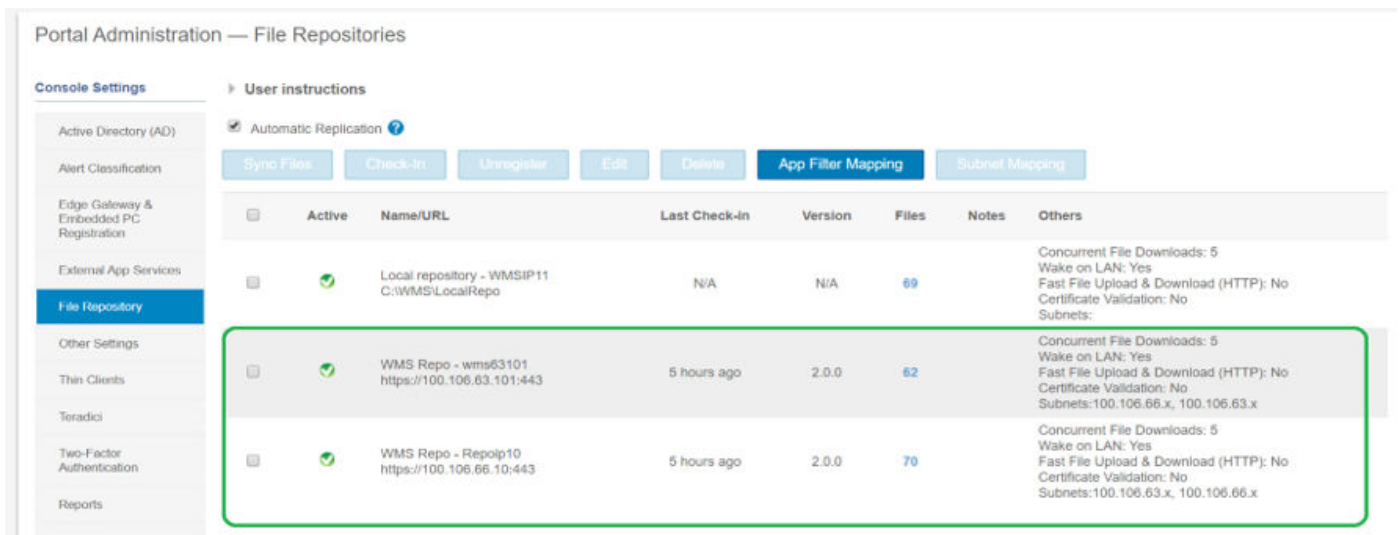 Portal Administration — File Repositories
Console Settings
Active Directory (AD)
Alert Classification
Edge Gateway &
Embedded PC
Registration
External App Services
File Repository
Other Settings
Thin Clients
Teradici
Two-Factor
Authentication
Reports
User instructions
Automatic Replication ?
Sync Files Check-In Unregister Edit Delete App Filter Mapping Subnet Mapping
Active Name/URL Last Check-in Version Files Notes Others
Local repository - WMSIP11
C:\WMS\LocalRepo
N/A N/A 69
Concurrent File Downloads: 5
Wake on LAN: Yes
Fast File Upload & Download (HTTP): No
Certificate Validation: No
Subnets:
WMS Repo - wms63101
https://100.106.63.101:443
5 hours ago 2.0.0 62
Concurrent File Downloads: 5
Wake on LAN: Yes
Fast File Upload & Download (HTTP): No
Certificate Validation: No
Subnets:100.106.66.x, 100.106.63.x
WMS Repo - RepoIp10
https://100.106.66.10:443
5 hours ago 2.0.0 70
Concurrent File Downloads: 5
Wake on LAN: Yes
Fast File Upload & Download (HTTP): No
Certificate Validation: No
Subnets:100.106.63.x, 100.106.66.x